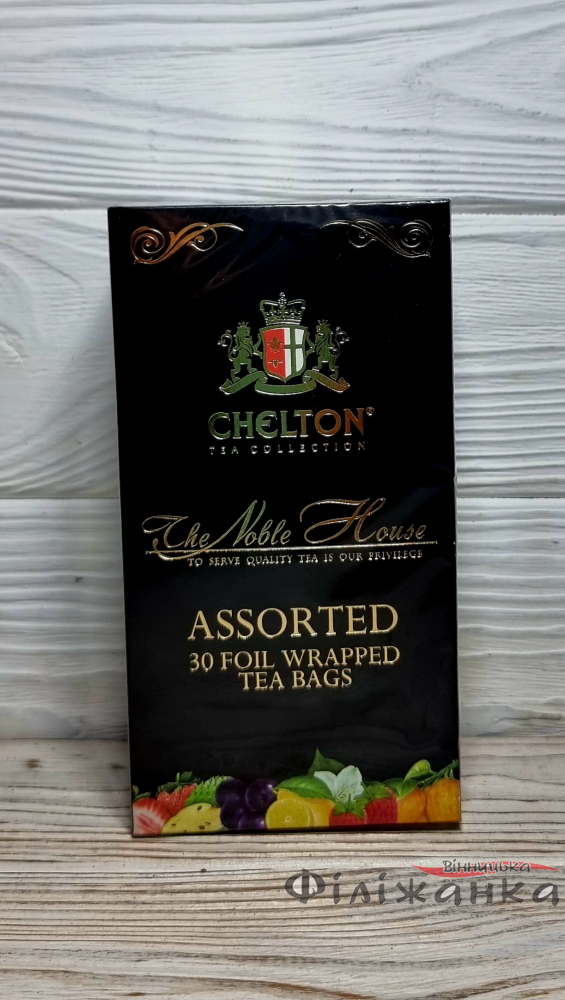 CHELTON®
TEA COLLECTION
The Noble House
TO SERVE QUALITY TEA IS OUR PRIVILEGE
ASSORTED
30 FOIL WRAPPED
TEA BAGS
Вінницька
Філіжанка